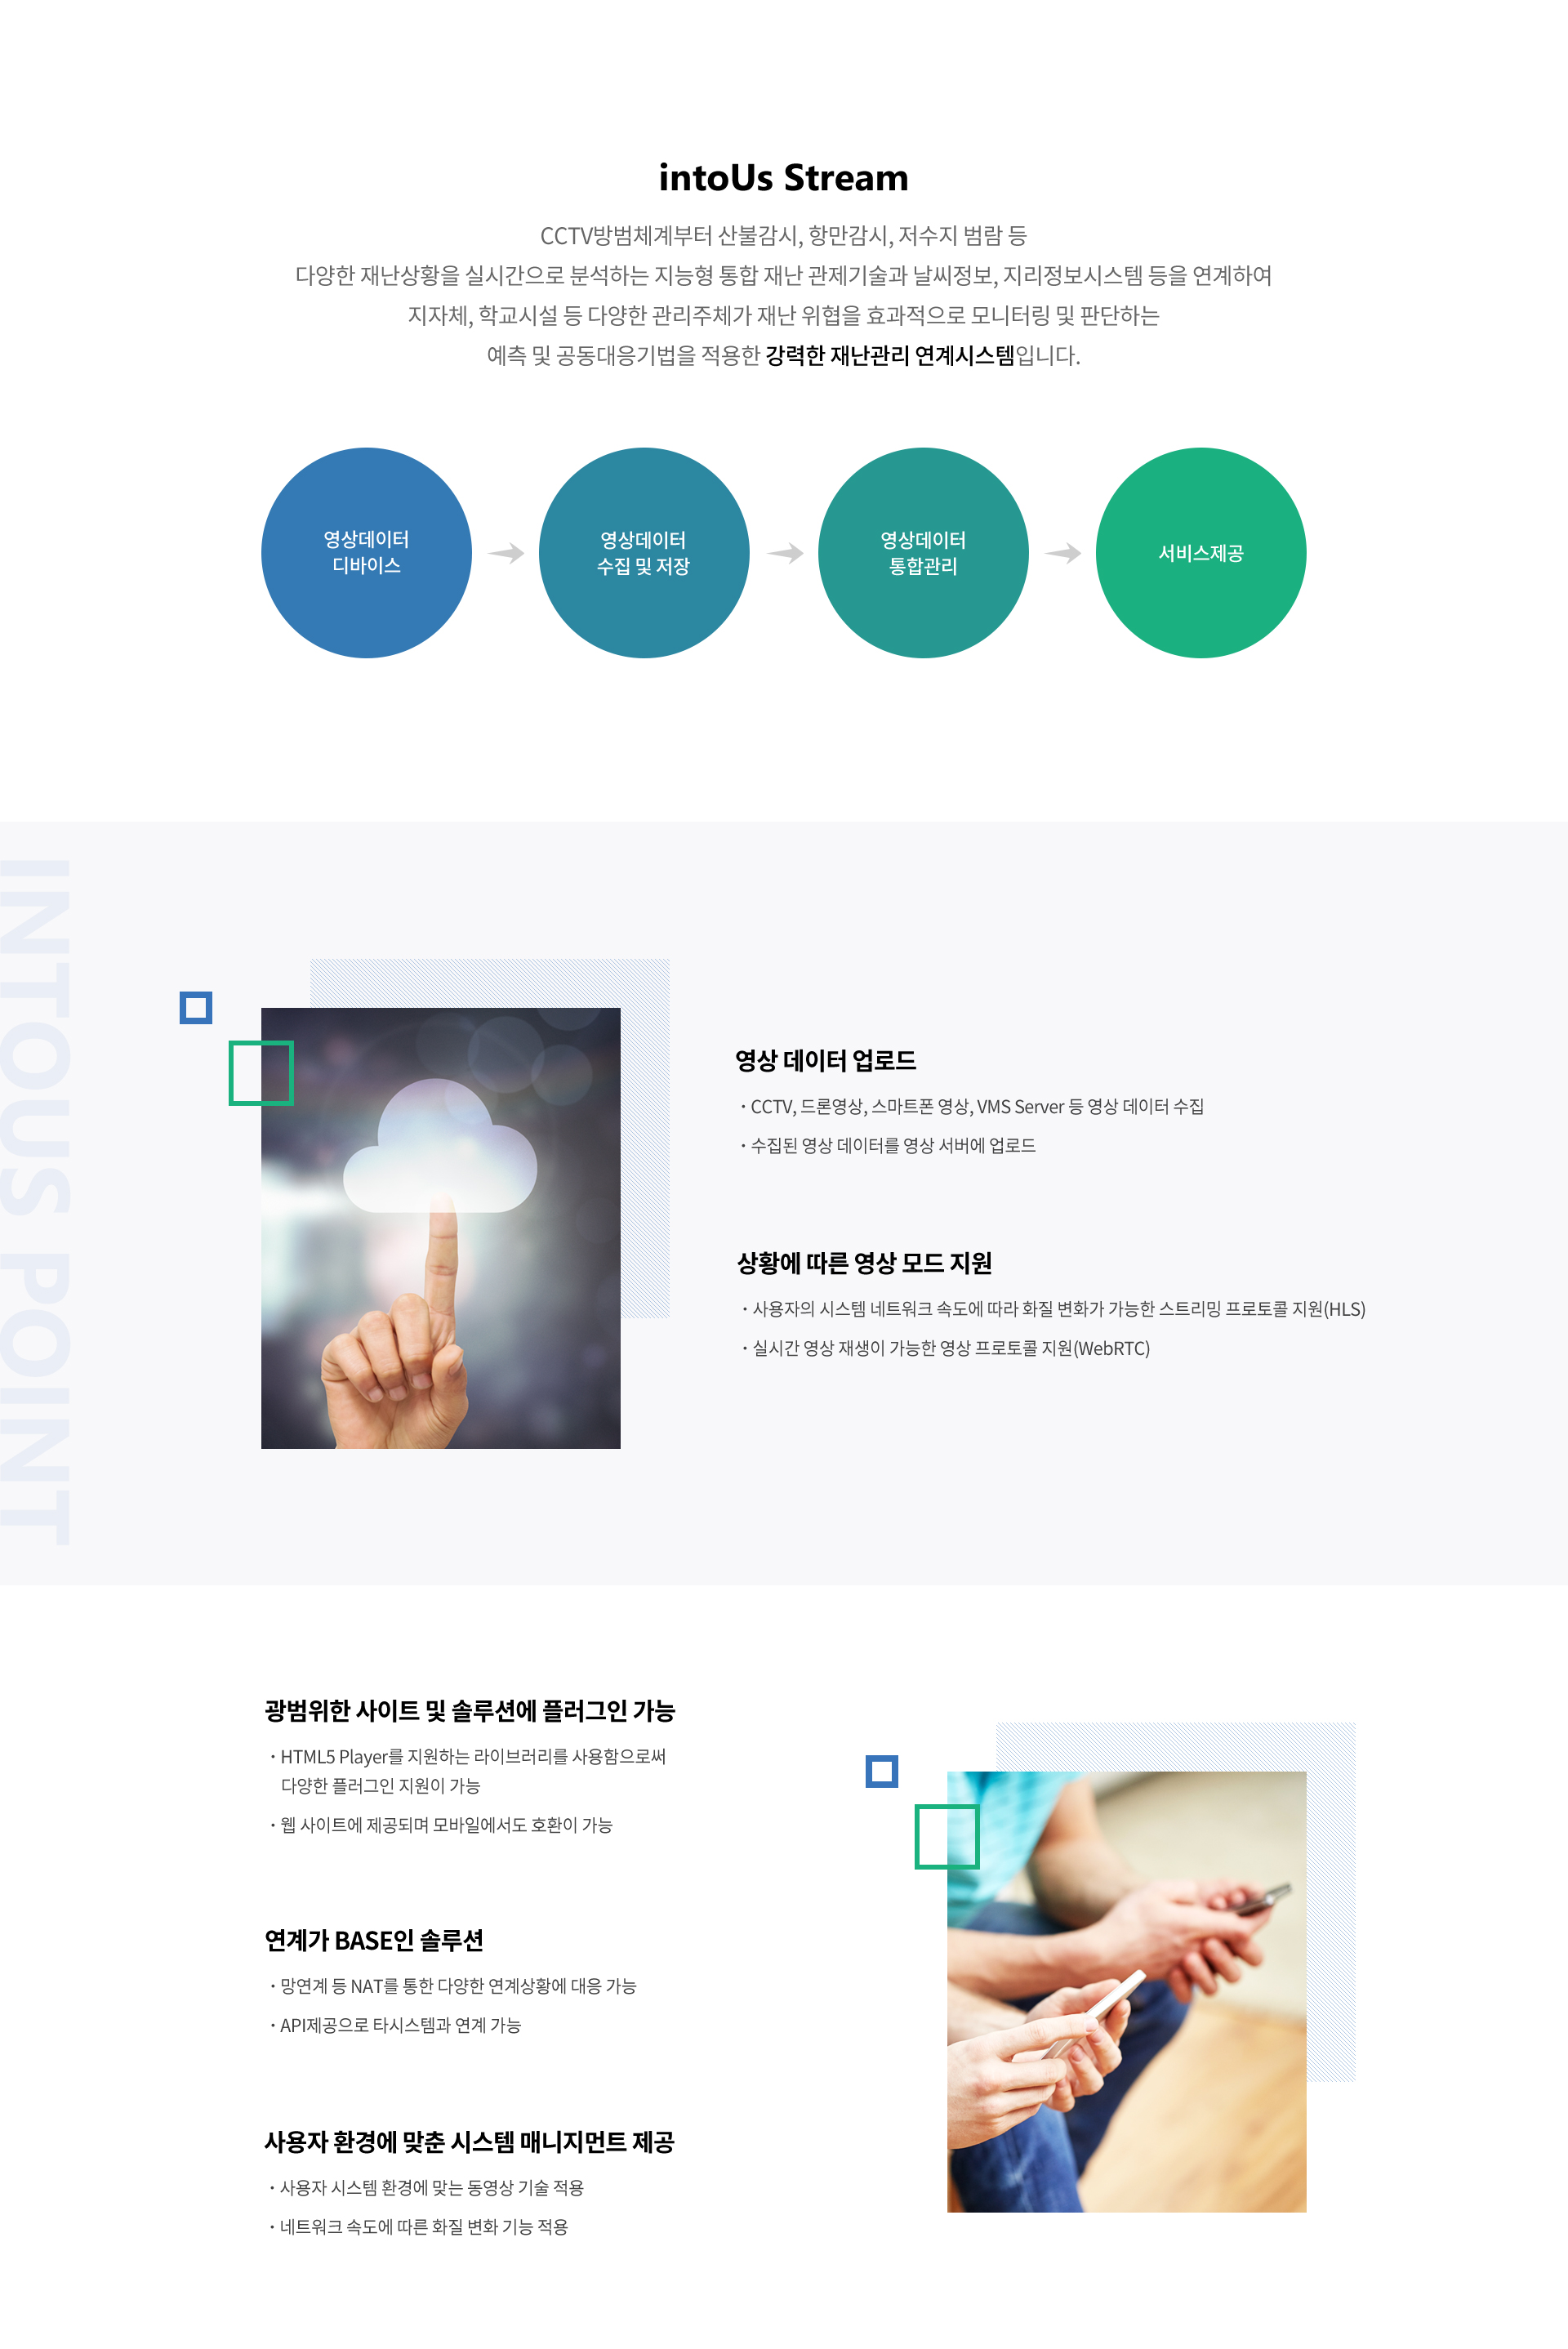 intoUs Stream
CCTV방범체계부터 산불감시, 항만감시, 저수지 범람 등
다양한 재난상황을 실시간으로 분석하는 지능형 통합 재난 관제기술과 날씨정보, 지리정보시스템 등을 연계하여
지자체, 학교시설 등 다양한 관리주체가 재난 위협을 효과적으로 모니터링 및 판단하는
예측 및 공동대응기법을 적용한 강력한 재난관리 연계시스템입니다.
영상데이터
디바이스
영상데이터
수집 및 저장
영상데이터
통합관리
서비스제공
INTOUS POINT
영상 데이터 업로드
· CCTV, 드론영상, 스마트폰 영상, VMS Server 등 영상 데이터 수집
· 수집된 영상 데이터를 영상 서버에 업로드
상황에 따른 영상 모드 지원
· 사용자의 시스템 네트워크 속도에 따라 화질 변화가 가능한 스트리밍 프로토콜 지원(HLS)
· 실시간 영상 재생이 가능한 영상 프로토콜 지원(WebRTC)
광범위한 사이트 및 솔루션에 플러그인 가능
· HTML5 Player를 지원하는 라이브러리를 사용함으로써
다양한 플러그인 지원이 가능
· 웹 사이트에 제공되며 모바일에서도 호환이 가능
연계가 BASE인 솔루션
· 망연계 등 NAT를 통한 다양한 연계상황에 대응 가능
· API제공으로 타시스템과 연계 가능
사용자 환경에 맞춘 시스템 매니지먼트 제공
· 사용자 시스템 환경에 맞는 동영상 기술 적용
· 네트워크 속도에 따른 화질 변화 기능 적용